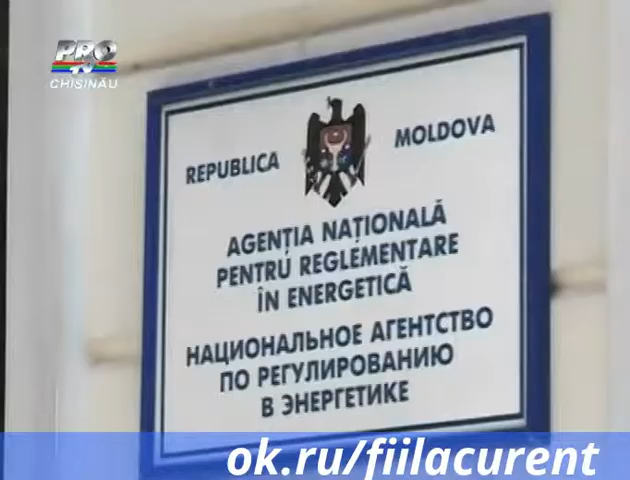 PRO
TV
CHIȘINĂU
REPUBLICA MOLDOVA
AGENȚIA NAȚIONALĂ
PENTRU REGLEMENTARE
ÎN ENERGETICĂ
НАЦИОНАЛЬНОЕ АГЕНТСТВО
ПО РЕГУЛИРОВАНИЮ
В ЭНЕРГЕТИКЕ
ok.ru/fiilacurent